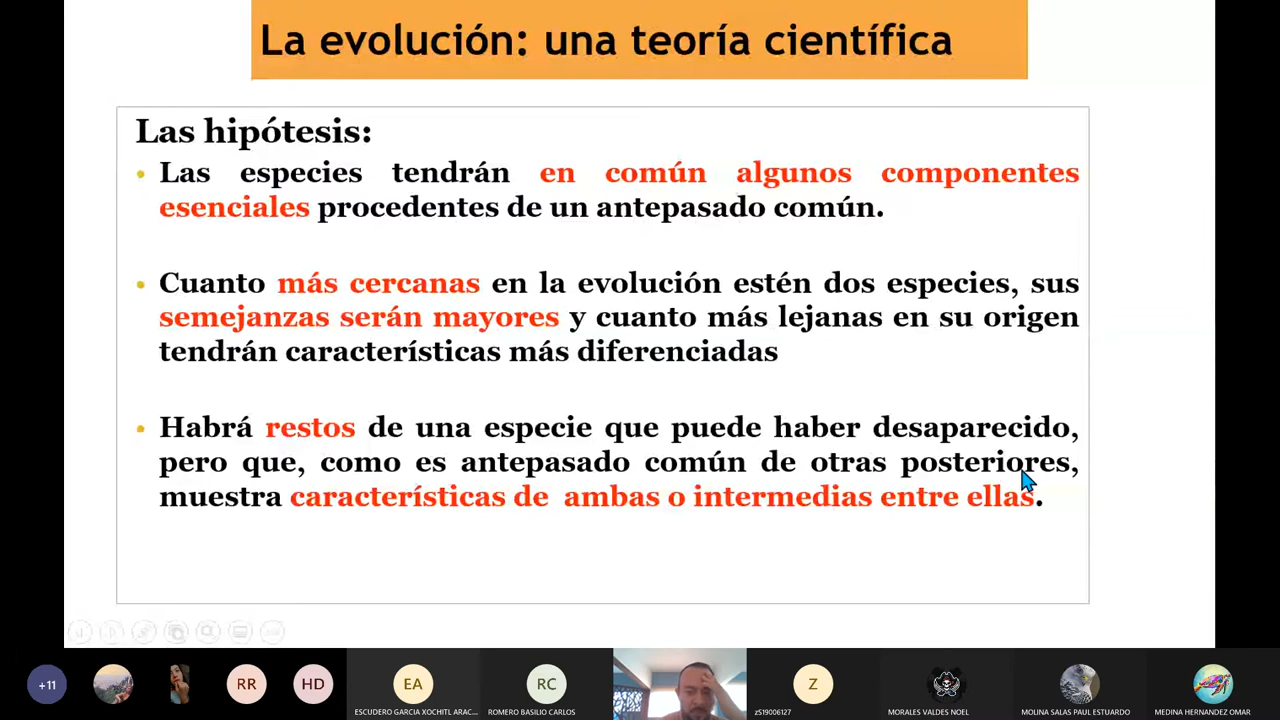 La evolución: una teoría científica
Las hipótesis:
• Las especies tendrán en común algunos componentes
esenciales procedentes de un antepasado común.
• Cuanto más cercanas en la evolución estén dos especies, sus
semejanzas serán mayores y cuanto más lejanas en su origen
tendrán características más diferenciadas
• Habrá restos de una especie que puede haber desaparecido,
pero que, como es antepasado común de otras posteriores,
muestra características de ambas o intermedias entre ellas.
+11
RR
HD
EA
RC
Z
ESCUDERO GARCIA XOCHITL ARAC...
ROMERO BASILIO CARLOS
zS19006127
MORALES VALDES NOEL
MOLINA SALAS PAUL ESTUARDO
MEDINA HERNANDEZ OMAR